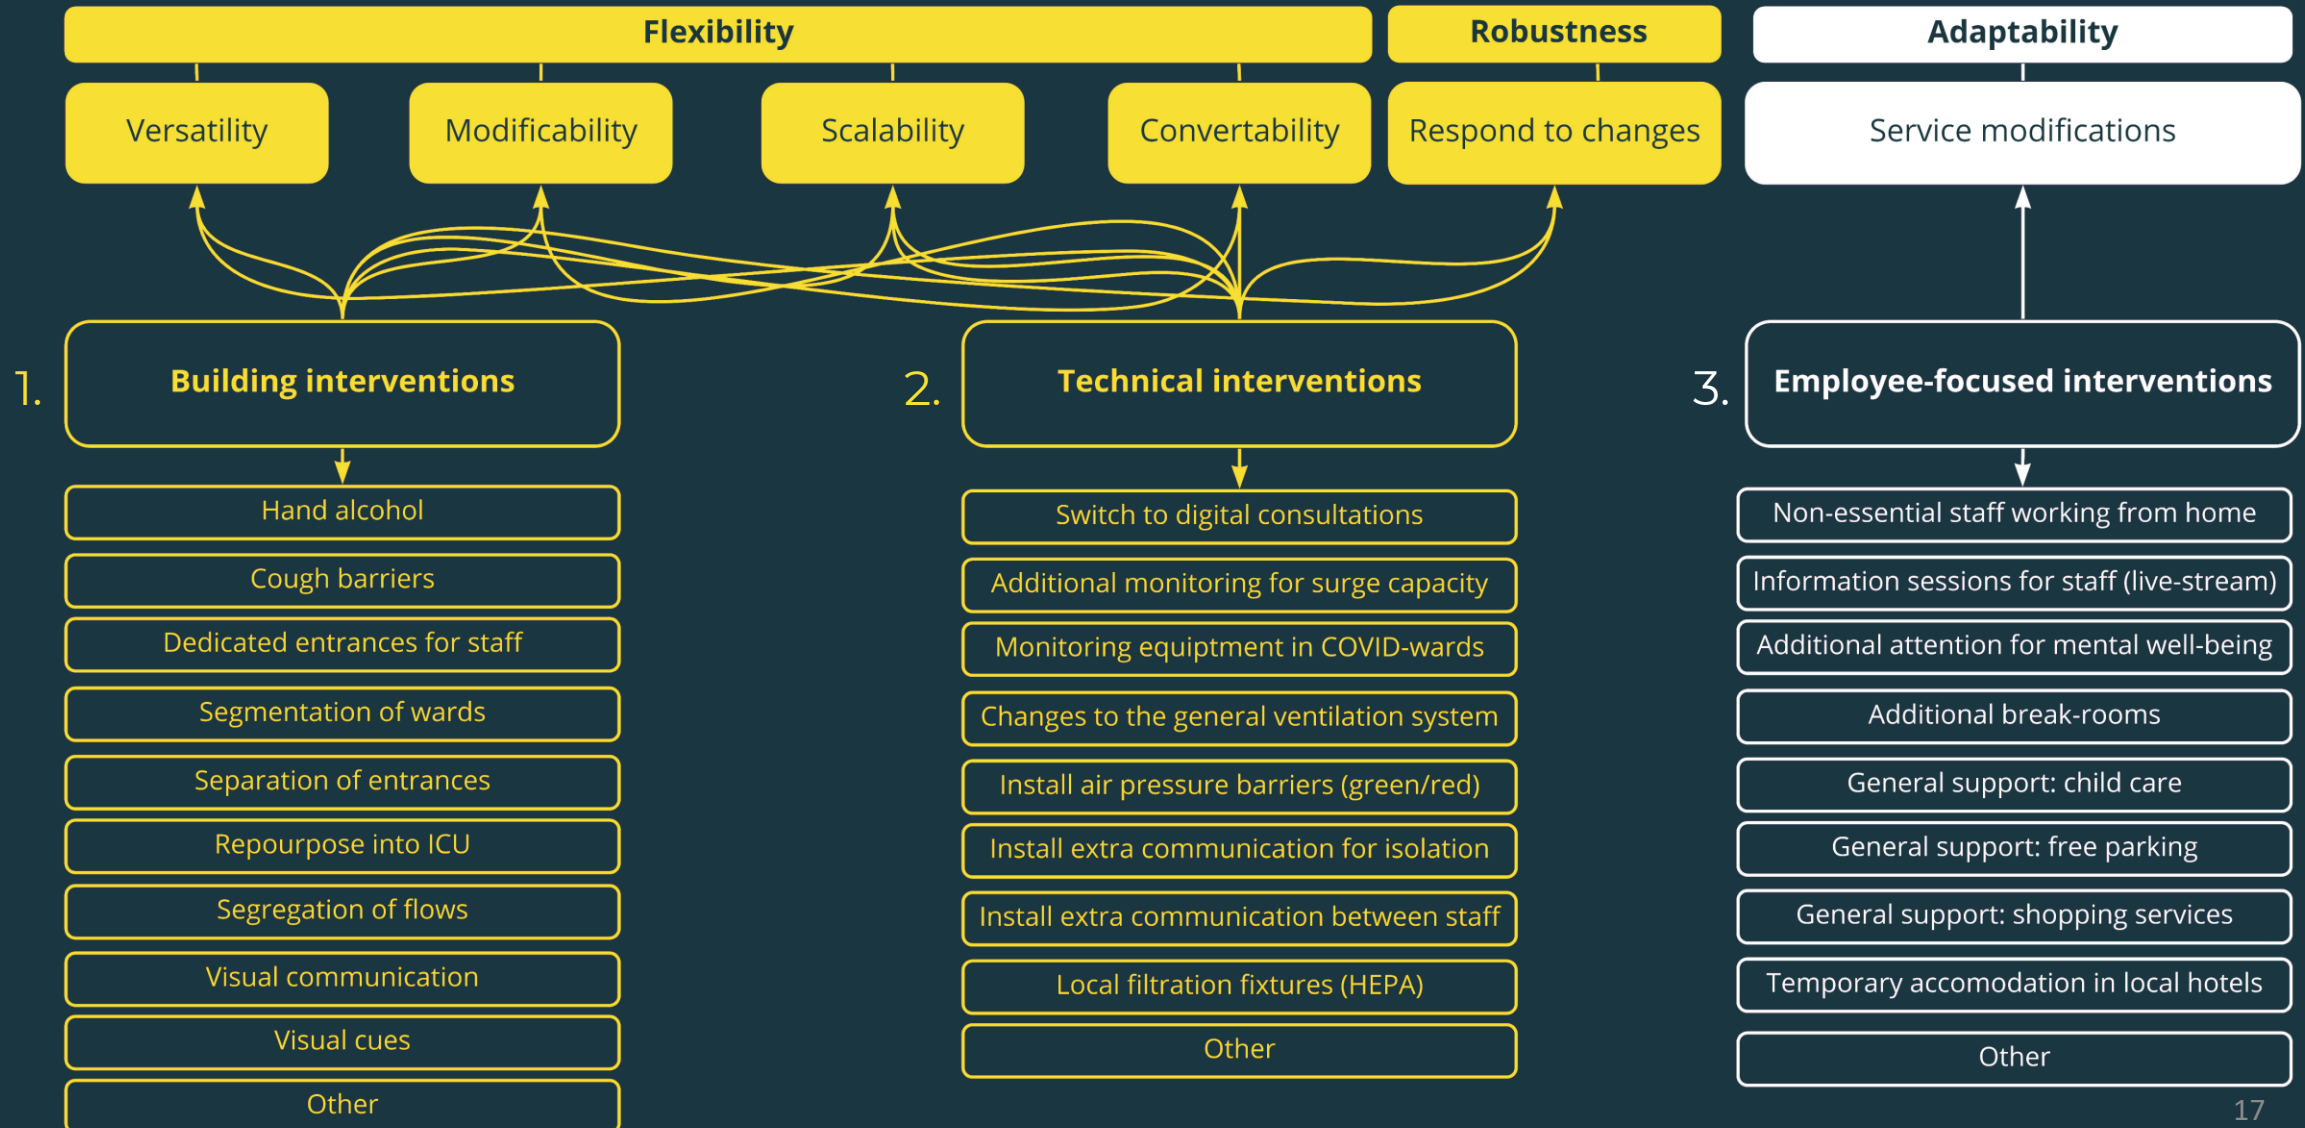 Flexibility
Robustness
Adaptability
Versatility
Modificability
Scalability
Convertability
Respond to changes
Service modifications
1.
Building interventions
2.
Technical interventions
3.
Employee-focused interventions
Hand alcohol
Cough barriers
Dedicated entrances for staff
Segmentation of wards
Separation of entrances
Repourpose into ICU
Segregation of flows
Visual communication
Visual cues
Other
Switch to digital consultations
Additional monitoring for surge capacity
Monitoring equiptment in COVID-wards
Changes to the general ventilation system
Install air pressure barriers (green/red)
Install extra communication for isolation
Install extra communication between staff
Local filtration fixtures (HEPA)
Other
Non-essential staff working from home
Information sessions for staff (live-stream)
Additional attention for mental well-being
Additional break-rooms
General support: child care
General support: free parking
General support: shopping services
Temporary accomodation in local hotels
Other
17